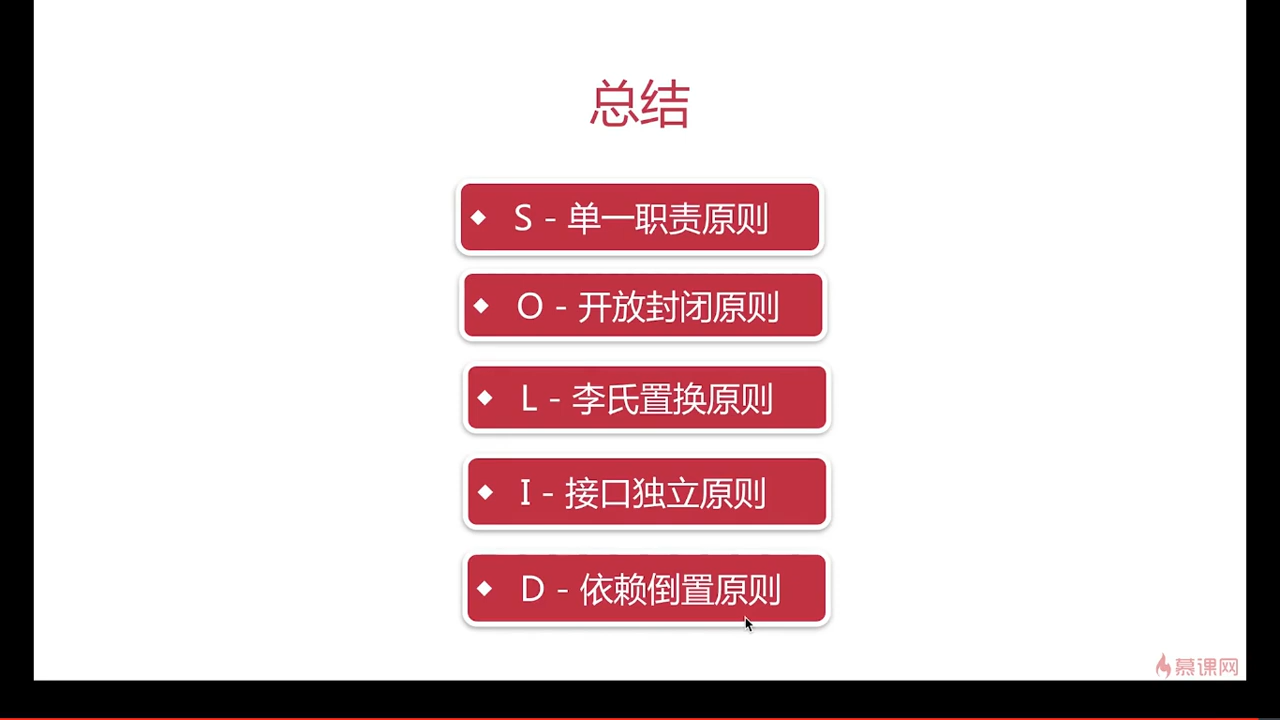 总结
◆ S - 单一职责原则
◆ O - 开放封闭原则
◆ L - 李氏置换原则
◆ I - 接口独立原则
◆ D - 依赖倒置原则
慕课网